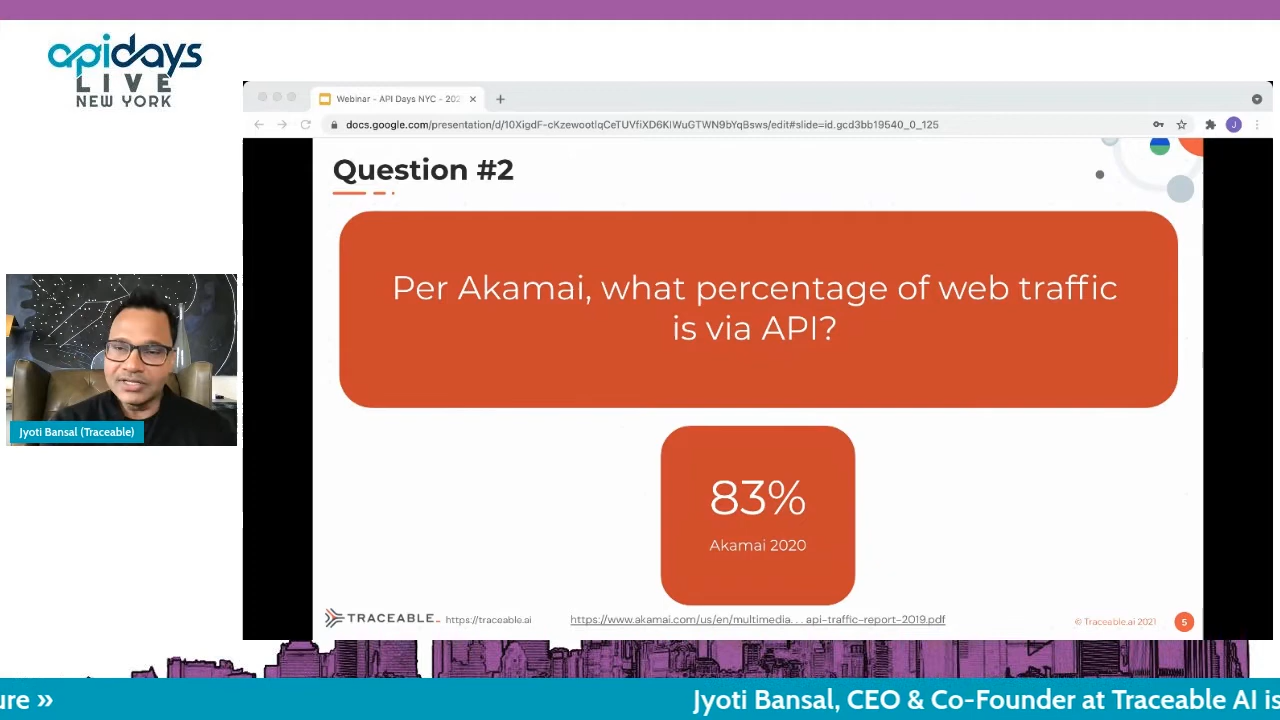 apidays
LIVE
NEW YORK
Webinar - API Days NYC - 202
docs.google.com/presentation/d/10XigdF-cKzewootIqCeTUVfiXD6KIWuGTWN9bYqBsws/edit#slide=id.gcd3bb19540_0_125
J
Question #2
Per Akamai, what percentage of web traffic
is via API?
83%
Akamai 2020
Jyoti Bansal (Traceable)
TRACEABLE
https://traceable.ai
https://www.akamai.com/us/en/multimedia. . . api-traffic-report-2019.pdf
© Traceable.ai 2021
5
ure »
Jyoti Bansal, CEO & Co-Founder at Traceable AI is